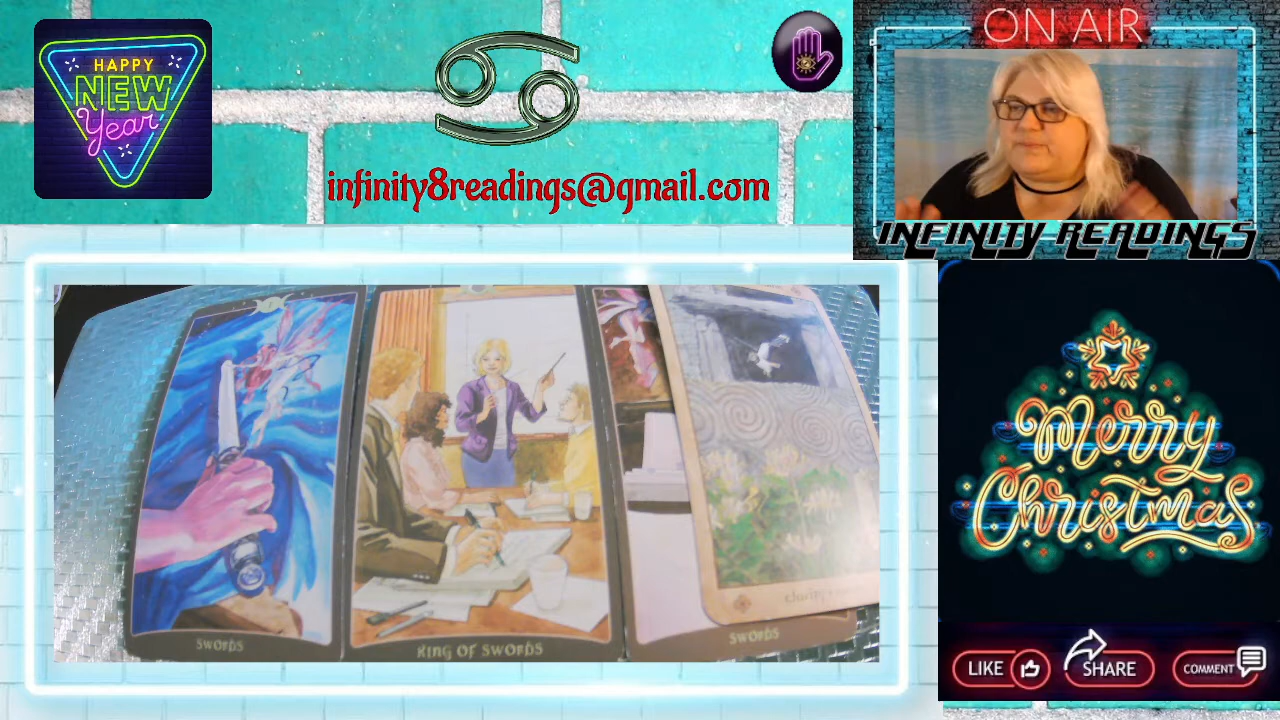 HAPPY
NEW
Year
infinity8readings@gmail.com
ON AIR
INFINITY READINGS
SWORDS
KING OF SWORDS
SWORDS
Merry
Christmas
LIKE
SHARE
COMMENT